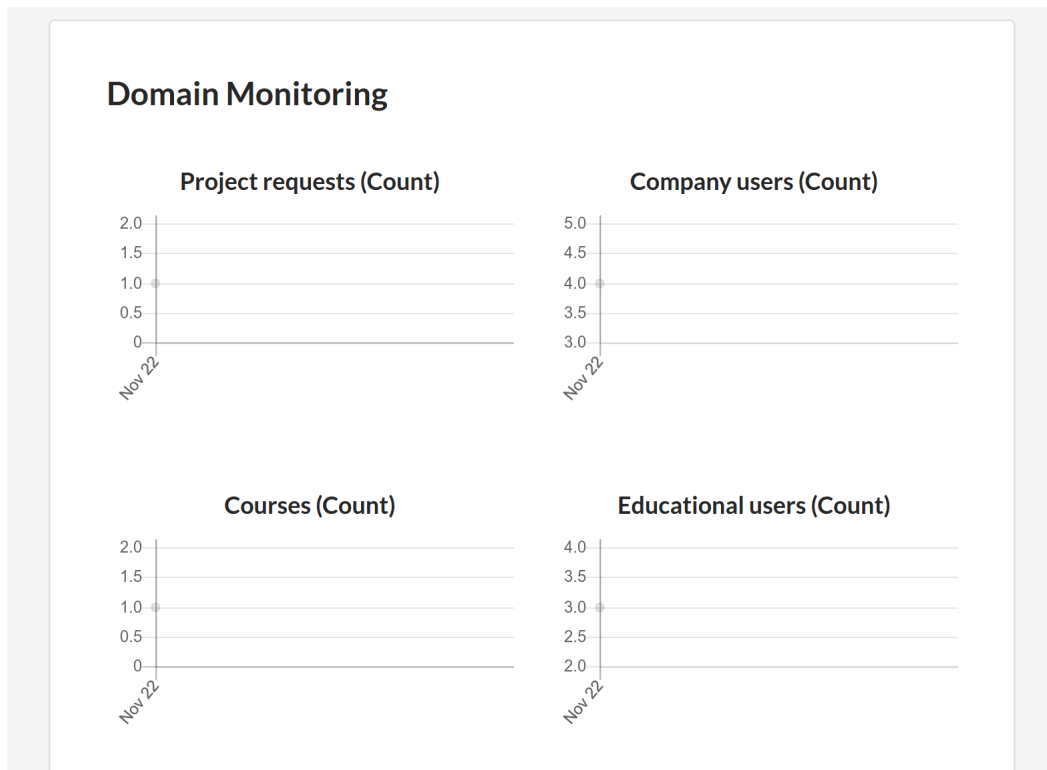 Domain Monitoring
Project requests (Count)
2.0
1.5
1.0
0.5
0
Nov 22
Company users (Count)
5.0
4.5
4.0
3.5
3.0
Nov 22
Courses (Count)
2.0
1.5
1.0
0.5
0
Nov 22
Educational users (Count)
4.0
3.5
3.0
2.5
2.0
Nov 22